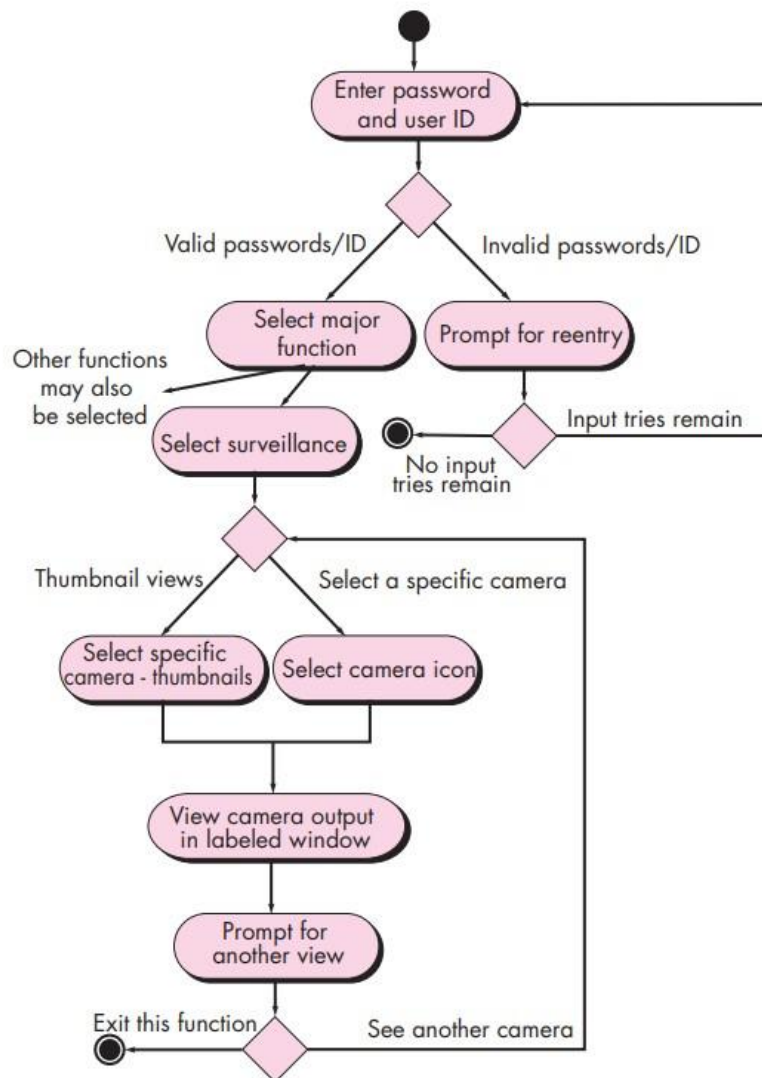 Enter password
and user ID
Valid passwords/ID
Invalid passwords/ID
Select major
function
Prompt for reentry
Other functions
may also
be selected
Select surveillance
Input tries remain
No input
tries remain
Thumbnail views
Select a specific camera
Select specific
camera - thumbnails
Select camera icon
View camera output
in labeled window
Prompt for
another view
Exit this function
See another camera